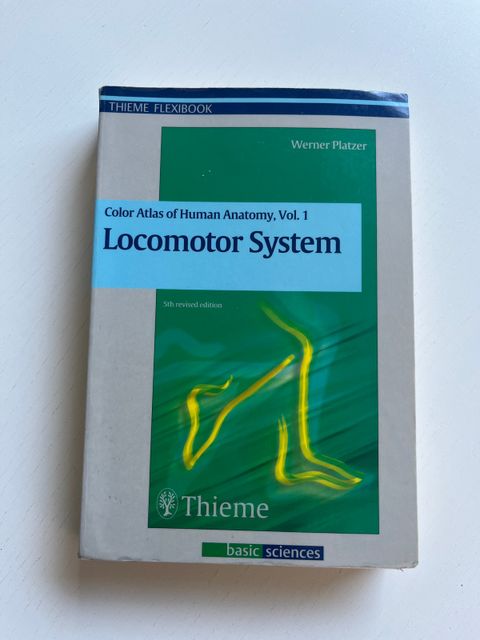 THIEME FLEXIBOOK
Werner Platzer
Color Atlas of Human Anatomy, Vol. 1
Locomotor System
5th revised edition
Thieme
basic sciences